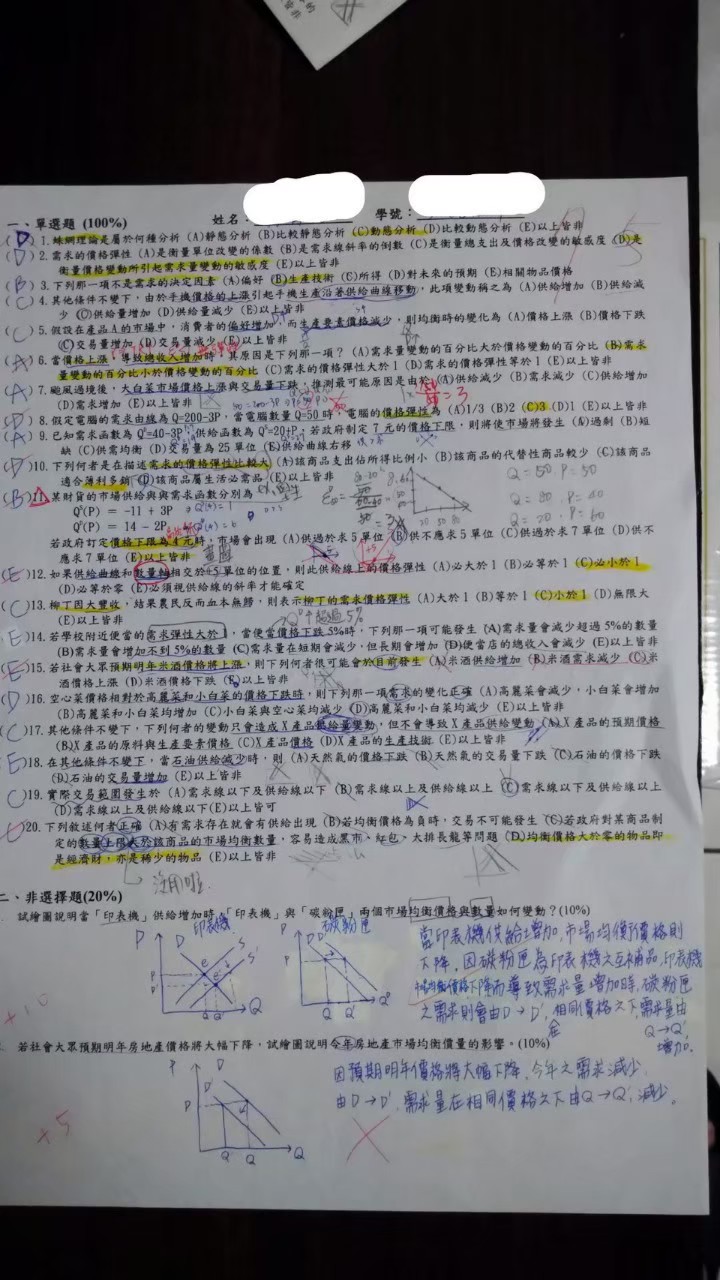 姓名： 學號：
一、單選題 (100%)
(D) 1. 蛛網理論是屬於何種分析 (A)靜態分析 (B)比較靜態分析 (C)動態分析 (D)比較動態分析 (E)以上皆非
(D) 2. 需求的價格彈性 (A)是衡量單位改變的係數 (B)是需求線斜率的倒數 (C)是衡量總支出及價格改變的敏感度 (D)是
衡量價格變動所引起需求量變動的敏感度 (E)以上皆非
(B) 3. 下列那一項不是需求的決定因素 (A)偏好 (B)生產技術 (C)所得 (D)對未來的預期 (E)相關物品價格
(C) 4. 其他條件不變下，由於手機價格的上漲引起手機生產沿著供給曲線移動，此項變動稱之為 (A)供給增加 (B)供給減
少 (C)供給量增加 (D)供給量減少 (E)以上皆非
(C) 5. 假設在產品A的市場中，消費者的偏好增加，而生產要素價格減少，則均衡時的變化為 (A)價格上漲 (B)價格下跌
(C)交易量增加 (D)交易量減少 (E)以上皆非
(A) 6. 當價格上漲，導致總收入增加時，其原因是下列那一項？ (A)需求量變動的百分比大於價格變動的百分比 (B)需求
量變動的百分比小於價格變動的百分比 (C)需求的價格彈性大於1 (D)需求的價格彈性等於1 (E)以上皆非
(A) 7. 颱風過境後，大白菜市場價格上漲與交易量下跌，推測最可能原因是由於 (A)供給減少 (B)需求減少 (C)供給增加
(D)需求增加 (E)以上皆非
(D) 8. 假定電腦的需求由線為 Q=200-3P，當電腦數量 Q=50 時，電腦的價格彈性為 (A)1/3 (B)2 (C)3 (D)1 (E)以上皆非
(A) 9. 已知需求函數為 Q=40-3P，供給函數為 Q=20+P，若政府制定 7 元的價格下限，則將使市場發生 (A)過剩 (B)短
缺 (C)供需均衡 (D)交易量為 25 單位 (E)供給曲線右移
(D) 10. 下列何者是在描述需求的價格彈性比較大 (A)該商品支出佔所得比例小 (B)該商品的代替性商品較少 (C)該商品
適合薄利多銷 (D)該商品屬生活必需品 (E)以上皆非
Q = 50, P = 50
(B) 11. 某財貨的市場供給與與需求函數分別為
Qˢ(P) = -11 + 3P
Qᵈ(P) = 14 - 2P
若政府訂定價格下限為 4 元時，市場會出現 (A)供過於求 5 單位 (B)供不應求 5 單位 (C)供過於求 7 單位 (D)供不
應求 7 單位 (E)以上皆非
(E) 12. 如果供給曲線和數量軸相交於+5 單位的位置，則此供給線上的價格彈性 (A)必大於 1 (B)必等於 1 (C)必小於 1
(D)必等於零 (E)必須視供給線的斜率才能確定
(C) 13. 柳丁因大豐收，結果農民反而血本無歸，則表示柳丁的需求價格彈性 (A)大於 1 (B)等於 1 (C)小於 1 (D)無限大
(E)以上皆非
(E) 14. 若學校附近便當的需求彈性大於 1，當便當價格下跌5%時，下列那一項可能發生 (A)需求量會減少超過 5%的數量
(B)需求量會增加不到 5%的數量 (C)需求量在短期會減少，但長期會增加 (D)便當店的總收入會減少 (E)以上皆非
(E) 15. 若社會大眾預期明年米酒價格將上漲，則下列何者很可能會於目前發生 (A)米酒供給增加 (B)米酒需求減少 (C)米
酒價格上漲 (D)米酒價格下跌 (E)以上皆非
(D) 16. 空心菜價格相對於高麗菜和小白菜的價格下跌時，則下列那一項需求的變化正確 (A)高麗菜會減少，小白菜會增加
(B)高麗菜和小白菜均增加 (C)小白菜與空心菜均減少 (D)高麗菜和小白菜均減少 (E)以上皆非
(C) 17. 其他條件不變下，下列何者的變動只會造成 X 產品供給量變動，但不會導致 X 產品供給變動 (A)X 產品的預期價格
(B)X 產品的原料與生產要素價格 (C)X 產品價格 (D)X 產品的生產技術 (E)以上皆非
(E) 18. 在其他條件不變下，當石油供給減少時，則 (A)天然氣的價格下跌 (B)天然氣的交易量下跌 (C)石油的價格下跌
(D)石油的交易量增加 (E)以上皆非
(C) 19. 實際交易範圍發生於 (A)需求線以下及供給線以下 (B)需求線以上及供給線以上 (C)需求線以下及供給線以上
(D)需求線以上及供給線以下(E)以上皆可
20. 下列敘述何者正確 (A)有需求存在就會有供給出現 (B)若均衡價格為負時，交易不可能發生 (C)若政府對某商品制
定的數量上限大於該商品的市場均衡數量，容易造成黑市、紅包、大排長龍等問題 (D)均衡價格大於零的物品即
是經濟財，亦是稀少的物品 (E)以上皆非
沒用啦
二、非選擇題(20%)
試繪圖說明當「印表機」供給增加時，「印表機」與「碳粉匣」兩個市場均衡價格與數量如何變動？(10%)
印表機 碳粉匣
當印表機供給增加，市場均衡價格則
下降，因碳粉匣為印表機之互補品，印表機
均衡價格下降而導致需求量增加時，碳粉匣
之需求則會由D→D'，相同價格之下，需求量由
Q→Q'
增加.
+10
若社會大眾預期明年房地產價格將大幅下降，試繪圖說明今年房地產市場均衡價量的影響。(10%)
因預期明年價格將大幅下降，今年之需求減少
由D→D'，需求量在相同價格之下由Q→Q'，減少。
+5